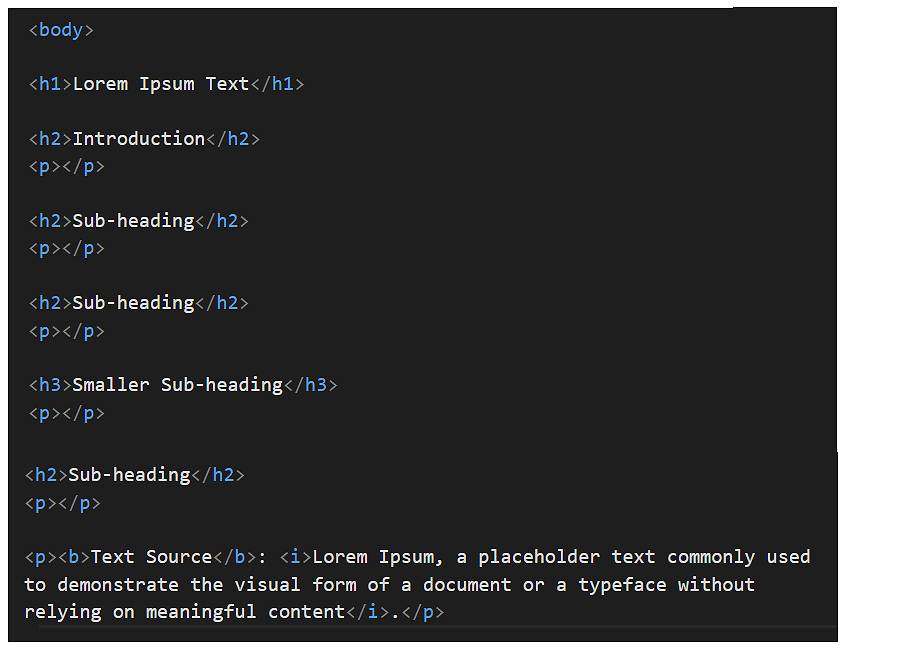 <body>
<h1>Lorem Ipsum Text</h1>
<h2>Introduction</h2>
<p></p>
<h2>Sub-heading</h2>
<p></p>
<h2>Sub-heading</h2>
<p></p>
<h3>Smaller Sub-heading</h3>
<p></p>
<h2>Sub-heading</h2>
<p></p>
<p><b>Text Source</b>: <i>Lorem Ipsum, a placeholder text commonly used
to demonstrate the visual form of a document or a typeface without
relying on meaningful content</i>.</p>